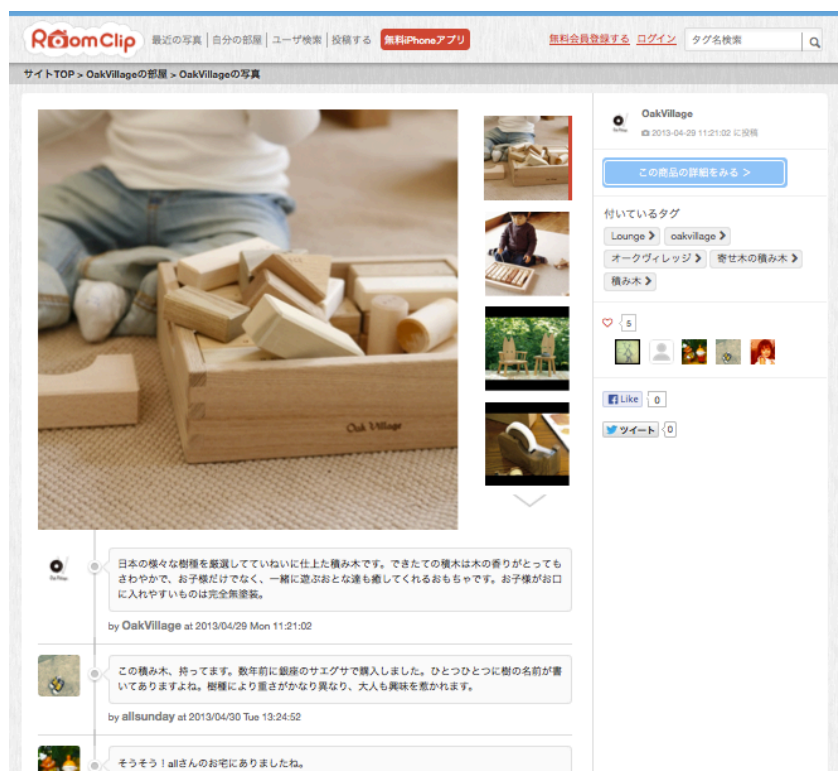 RoomClip
最近の写真 | 自分の部屋 | ユーザ検索 | 投稿する 無料iPhoneアプリ 無料会員登録する ログイン タグ名検索
サイトTOP > OakVillageの部屋 > OakVillageの写真
OakVillage
2013-04-29 11:21:02 に投稿
この商品の詳細をみる >
付いているタグ
Lounge oakvillage
オークヴィレッジ 寄せ木の積み木
積み木
5
Like 0
ツイート 0
Oak Village
日本の様々な樹種を厳選してていねいに仕上た積み木です。できたての積木は木の香りがとっても
さわやかで、お子様だけでなく、一緒に遊ぶおとな達も癒してくれるおもちゃです。お子様がお口
に入れやすいものは完全無塗装。
by OakVillage at 2013/04/29 Mon 11:21:02
この積み木、持ってます。数年前に銀座のサエグサで購入しました。ひとつひとつに樹の名前が書
いてありますよね。樹種により重さがかなり異なり、大人も興味を惹かれます。
by allsunday at 2013/04/30 Tue 13:24:52
そうそう！allさんのお宅にありましたね。